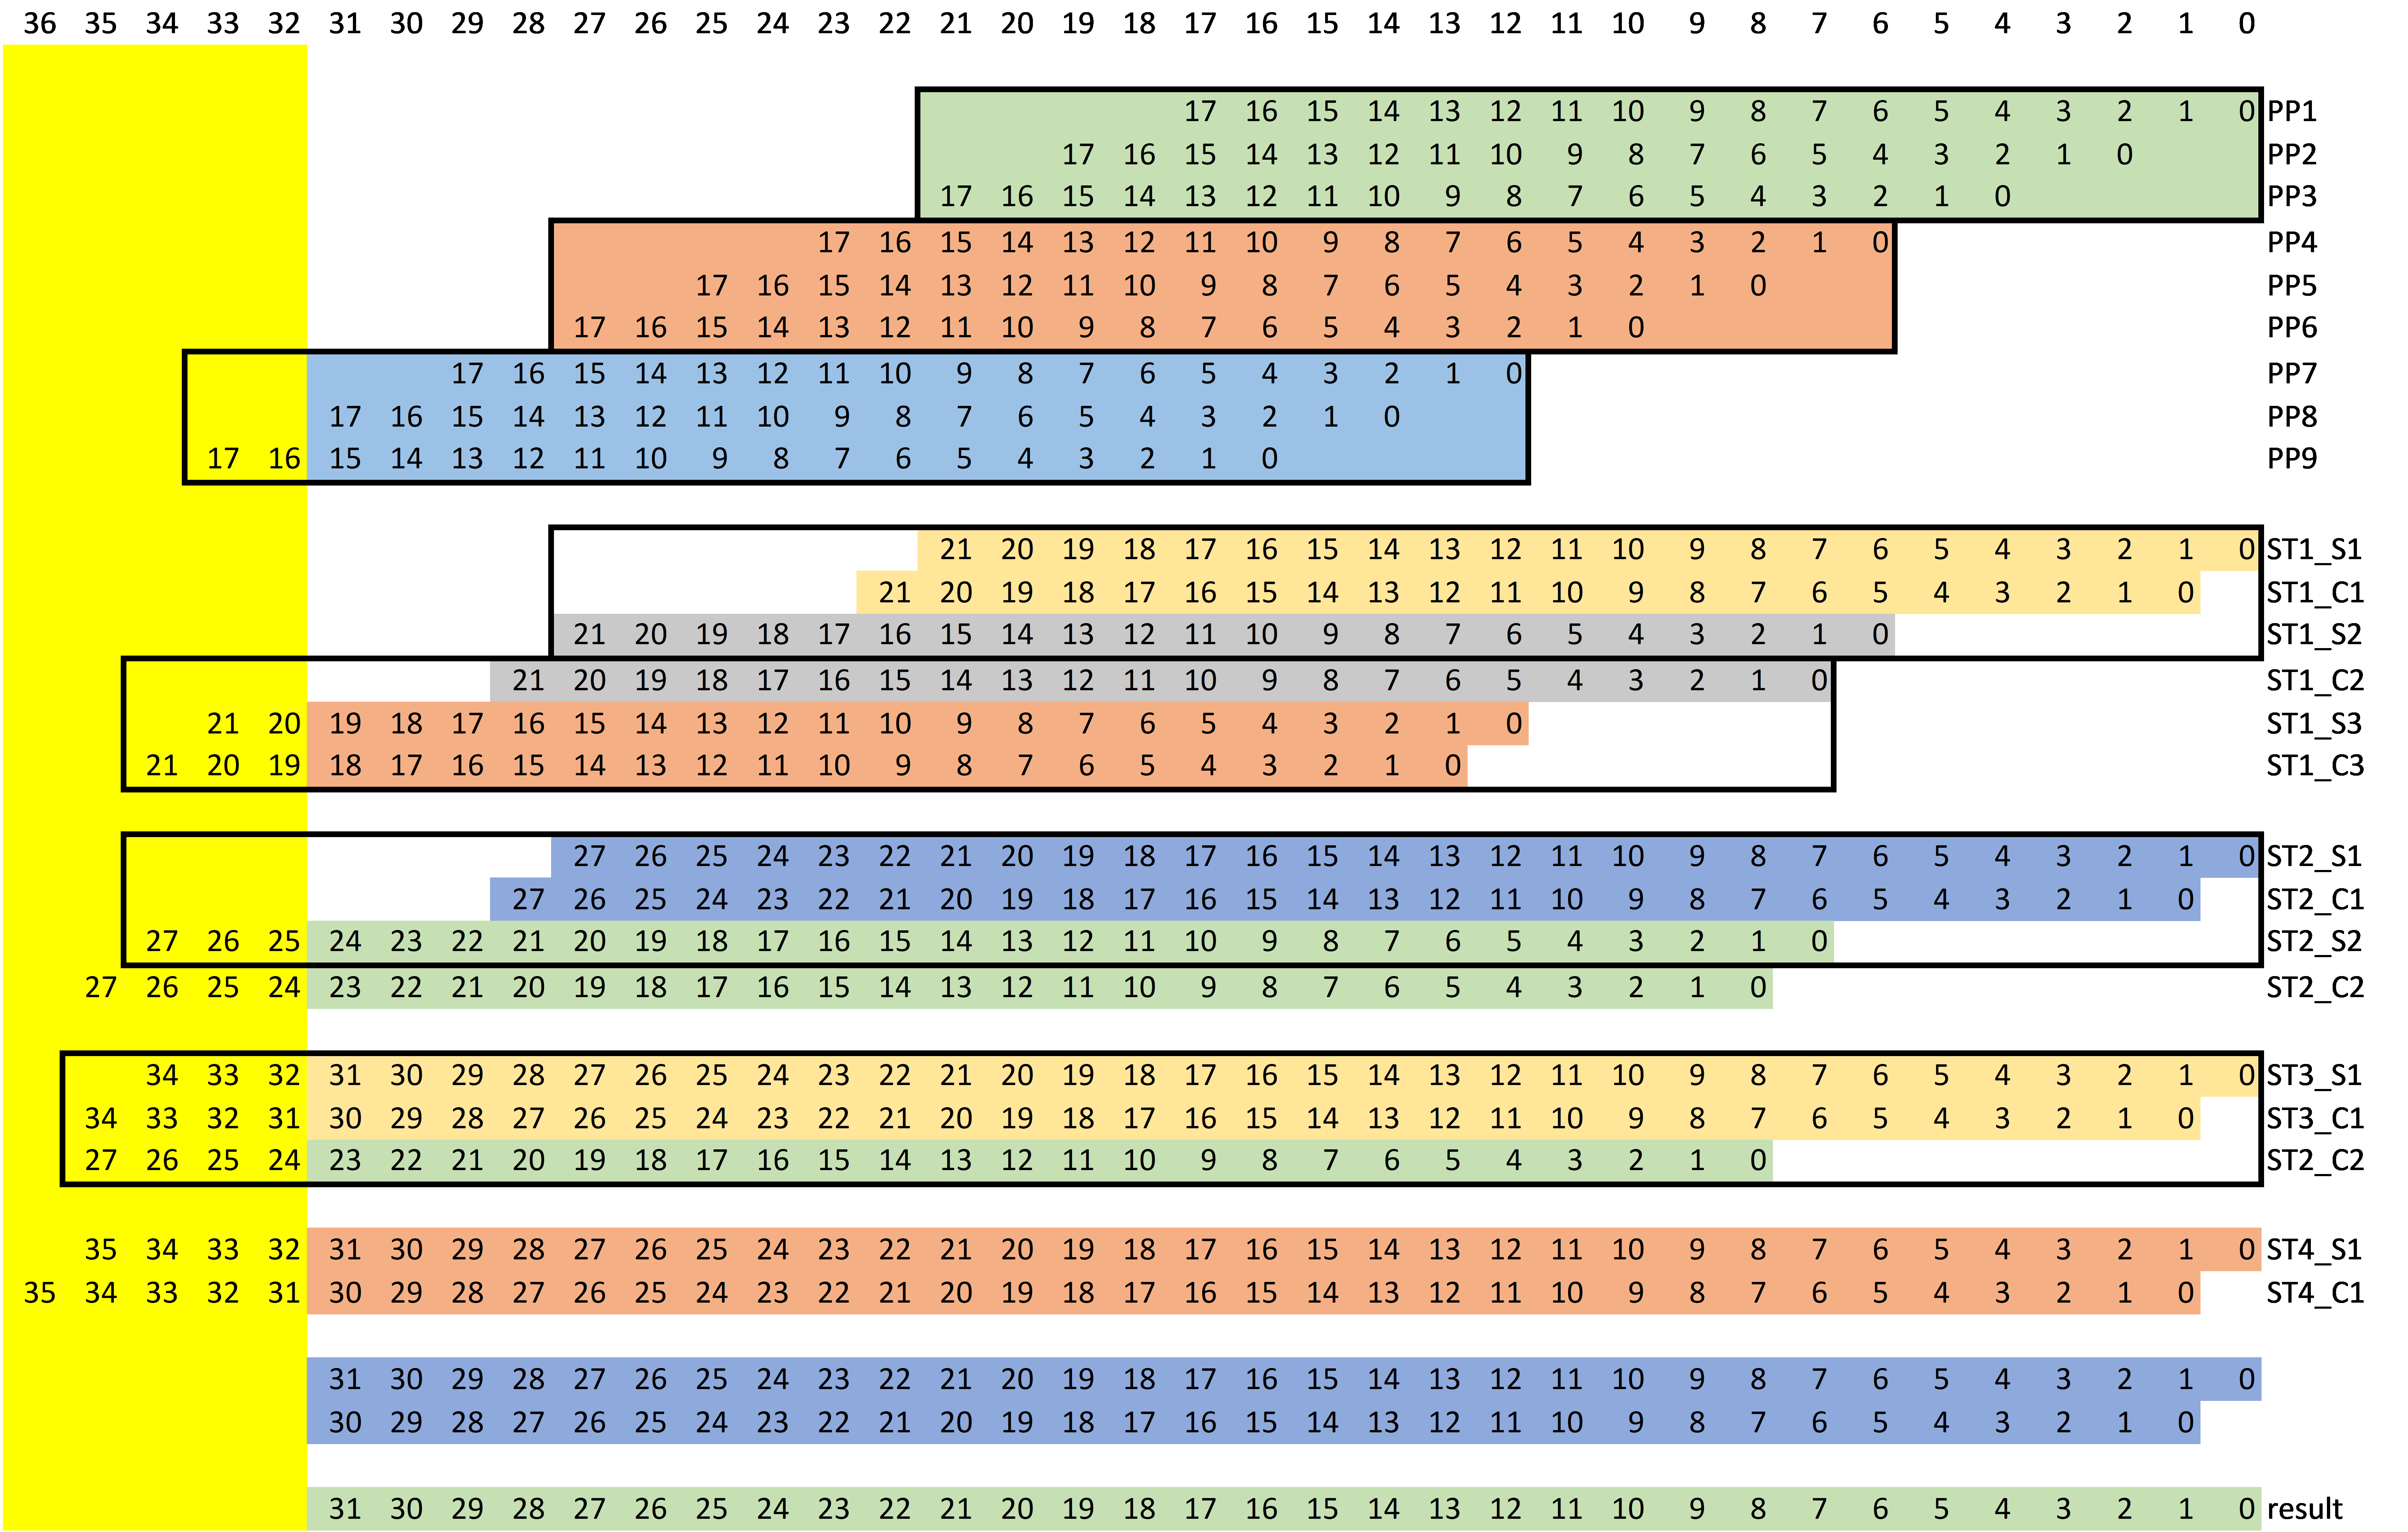 36 35 34 33 32 31 30 29 28 27 26 25 24 23 22 21 20 19 18 17 16 15 14 13 12 11 10 9 8 7 6 5 4 3 2 1 0
17 16 15 14 13 12 11 10 9 8 7 6 5 4 3 2 1 0 PP1
17 16 15 14 13 12 11 10 9 8 7 6 5 4 3 2 1 0 PP2
17 16 15 14 13 12 11 10 9 8 7 6 5 4 3 2 1 0 PP3
17 16 15 14 13 12 11 10 9 8 7 6 5 4 3 2 1 0 PP4
17 16 15 14 13 12 11 10 9 8 7 6 5 4 3 2 1 0 PP5
17 16 15 14 13 12 11 10 9 8 7 6 5 4 3 2 1 0 PP6
17 16 15 14 13 12 11 10 9 8 7 6 5 4 3 2 1 0 PP7
17 16 15 14 13 12 11 10 9 8 7 6 5 4 3 2 1 0 PP8
17 16 15 14 13 12 11 10 9 8 7 6 5 4 3 2 1 0 PP9
21 20 19 18 17 16 15 14 13 12 11 10 9 8 7 6 5 4 3 2 1 0 ST1_S1
21 20 19 18 17 16 15 14 13 12 11 10 9 8 7 6 5 4 3 2 1 0 ST1_C1
21 20 19 18 17 16 15 14 13 12 11 10 9 8 7 6 5 4 3 2 1 0 ST1_S2
21 20 19 18 17 16 15 14 13 12 11 10 9 8 7 6 5 4 3 2 1 0 ST1_C2
21 20 19 18 17 16 15 14 13 12 11 10 9 8 7 6 5 4 3 2 1 0 ST1_S3
21 20 19 18 17 16 15 14 13 12 11 10 9 8 7 6 5 4 3 2 1 0 ST1_C3
27 26 25 24 23 22 21 20 19 18 17 16 15 14 13 12 11 10 9 8 7 6 5 4 3 2 1 0 ST2_S1
27 26 25 24 23 22 21 20 19 18 17 16 15 14 13 12 11 10 9 8 7 6 5 4 3 2 1 0 ST2_C1
27 26 25 24 23 22 21 20 19 18 17 16 15 14 13 12 11 10 9 8 7 6 5 4 3 2 1 0 ST2_S2
27 26 25 24 23 22 21 20 19 18 17 16 15 14 13 12 11 10 9 8 7 6 5 4 3 2 1 0 ST2_C2
34 33 32 31 30 29 28 27 26 25 24 23 22 21 20 19 18 17 16 15 14 13 12 11 10 9 8 7 6 5 4 3 2 1 0 ST3_S1
34 33 32 31 30 29 28 27 26 25 24 23 22 21 20 19 18 17 16 15 14 13 12 11 10 9 8 7 6 5 4 3 2 1 0 ST3_C1
27 26 25 24 23 22 21 20 19 18 17 16 15 14 13 12 11 10 9 8 7 6 5 4 3 2 1 0 ST2_C2
35 34 33 32 31 30 29 28 27 26 25 24 23 22 21 20 19 18 17 16 15 14 13 12 11 10 9 8 7 6 5 4 3 2 1 0 ST4_S1
35 34 33 32 31 30 29 28 27 26 25 24 23 22 21 20 19 18 17 16 15 14 13 12 11 10 9 8 7 6 5 4 3 2 1 0 ST4_C1
31 30 29 28 27 26 25 24 23 22 21 20 19 18 17 16 15 14 13 12 11 10 9 8 7 6 5 4 3 2 1 0
30 29 28 27 26 25 24 23 22 21 20 19 18 17 16 15 14 13 12 11 10 9 8 7 6 5 4 3 2 1 0
31 30 29 28 27 26 25 24 23 22 21 20 19 18 17 16 15 14 13 12 11 10 9 8 7 6 5 4 3 2 1 0 result